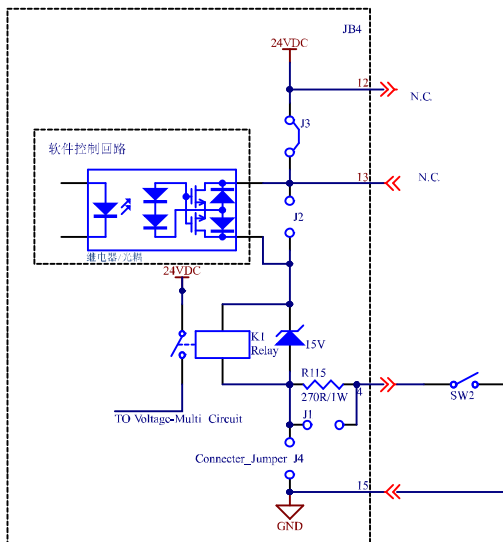 JB4
24VDC
12
N.C.
J3
软件控制回路
13
N.C.
J2
继电器/光耦
24VDC
K1
Relay
15V
R115
270R/1W
4
SW2
J1
TO Voltage-Multi Circuit
Connecter_Jumper J4
15
GND